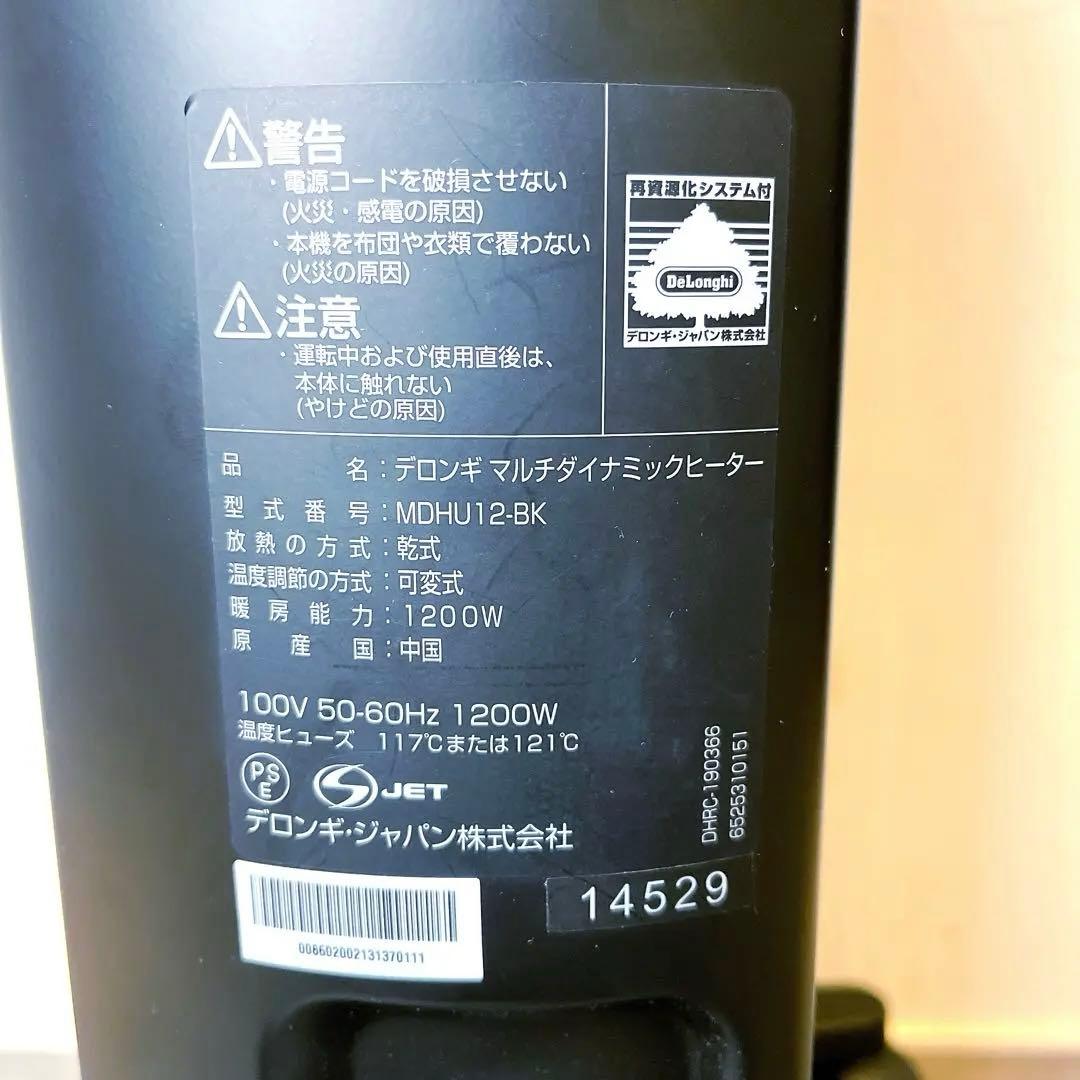 警告
・電源コードを破損させない
(火災・感電の原因)
・本機を布団や衣類で覆わない
(火災の原因)
注意
・運転中および使用直後は、
本体に触れない
(やけどの原因)
再資源化システム付
DeLonghi
デロンギ・ジャパン株式会社
品名：デロンギ マルチダイナミックヒーター
型式番号：MDHU12-BK
放熱の方式：乾式
温度調節の方式：可変式
暖房能力：1200W
原産国：中国
100V 50-60Hz 1200W
温度ヒューズ 117℃または121℃
PSE
JET
デロンギ・ジャパン株式会社
DHRC-190366
6525310151
14529
008602002131370111